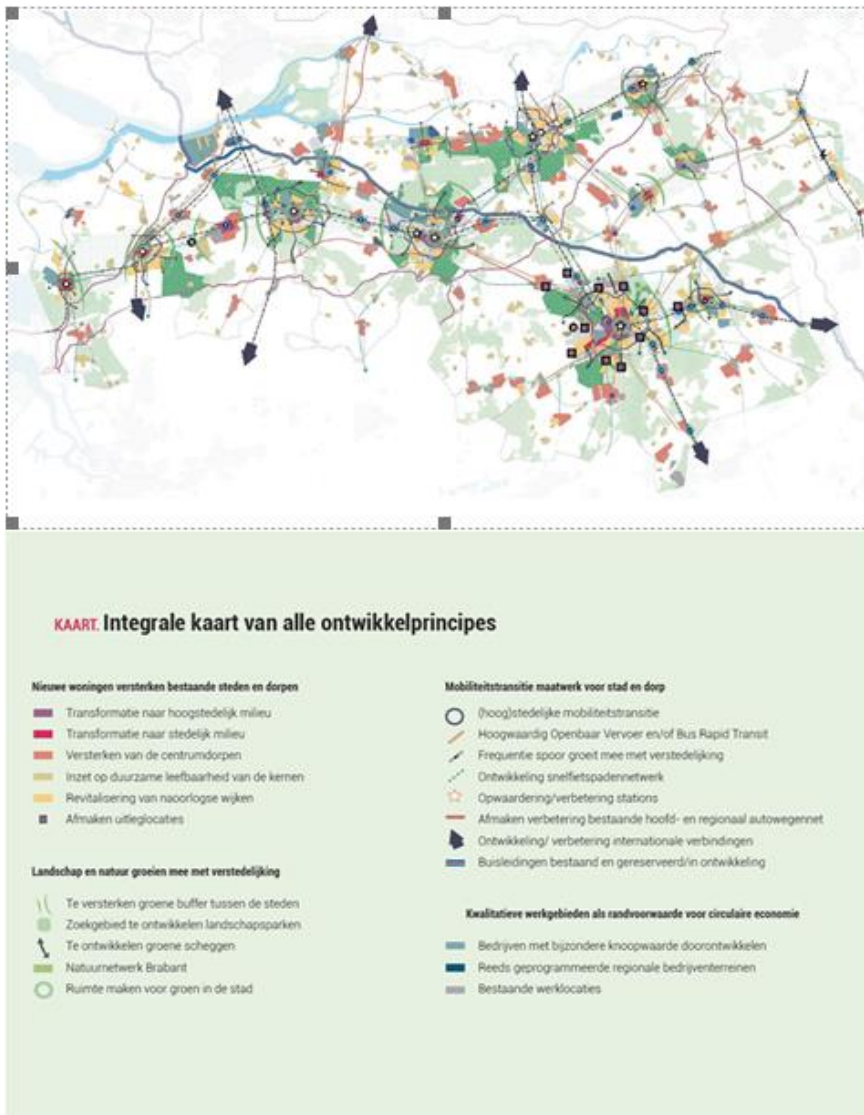 KAART. Integrale kaart van alle ontwikkelprincipes
Nieuwe woningen versterken bestaande steden en dorpen
Transformatie naar hoogstedelijk milieu
Transformatie naar stedelijk milieu
Versterken van de centrumdorpen
Inzet op duurzame leefbaarheid van de kernen
Revitalisering van naoorlogse wijken
Afmaken uitleglocaties
Landschap en natuur groeien mee met verstedelijking
Te versterken groene buffer tussen de steden
Zoekgebied te ontwikkelen landschapsparken
Te ontwikkelen groene scheggen
Natuurnetwerk Brabant
Ruimte maken voor groen in de stad
Mobiliteitstransitie maatwerk voor stad en dorp
(hoog)stedelijke mobiliteitstransitie
Hoogwaardig Openbaar Vervoer en/of Bus Rapid Transit
Frequentie spoor groeit mee met verstedelijking
Ontwikkeling snelfietspadennetwerk
Opwaardering/verbetering stations
Afmaken verbetering bestaande hoofd- en regionaal autowegennet
Ontwikkeling/ verbetering internationale verbindingen
Buisleidingen bestaand en gereserveerd/in ontwikkeling
Kwalitatieve werkgebieden als randvoorwaarde voor circulaire economie
Bedrijven met bijzondere knoopwaarde doorontwikkelen
Reeds geprogrammeerde regionale bedrijventerreinen
Bestaande werklocaties